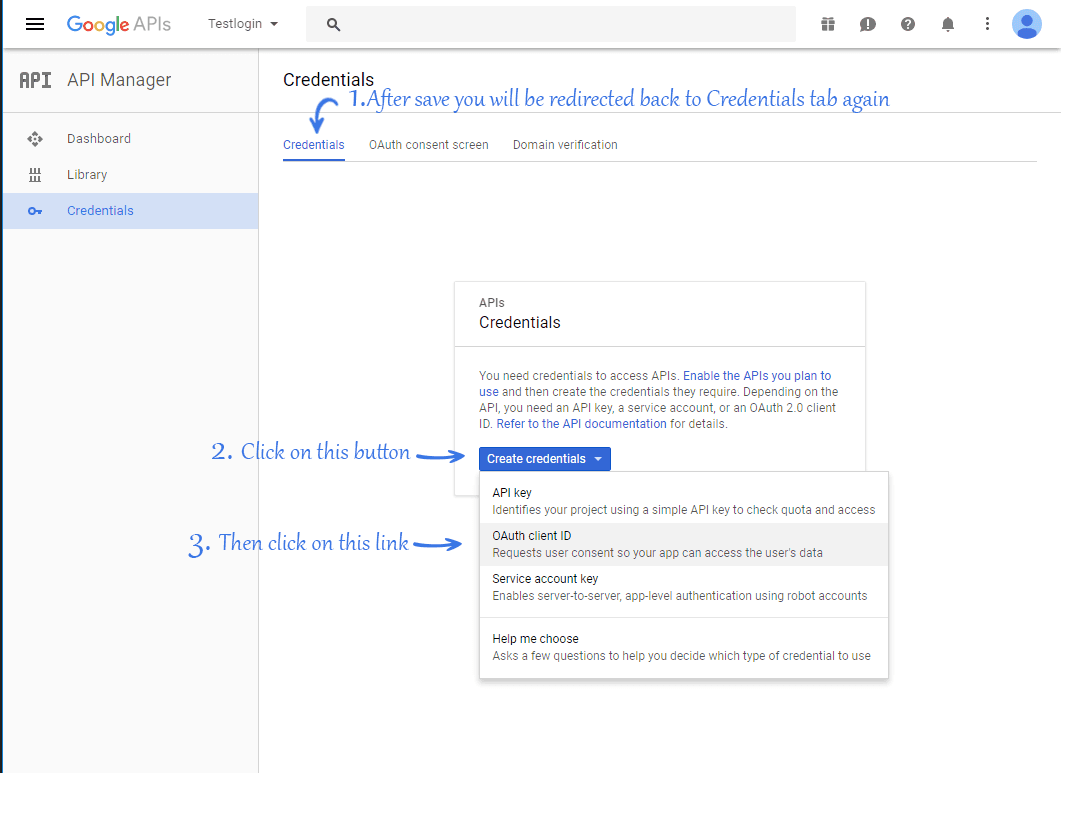 Google APIs
Testlogin
API API Manager
Credentials
1.After save you will be redirected back to Credentials tab again
Dashboard
Library
Credentials
Credentials OAuth consent screen Domain verification
APIs
Credentials
You need credentials to access APIs. Enable the APIs you plan to
use and then create the credentials they require. Depending on the
API, you need an API key, a service account, or an OAuth 2.0 client
ID. Refer to the API documentation for details.
2. Click on this button
Create credentials
API key
Identifies your project using a simple API key to check quota and access
3. Then click on this link
OAuth client ID
Requests user consent so your app can access the user's data
Service account key
Enables server-to-server, app-level authentication using robot accounts
Help me choose
Asks a few questions to help you decide which type of credential to use